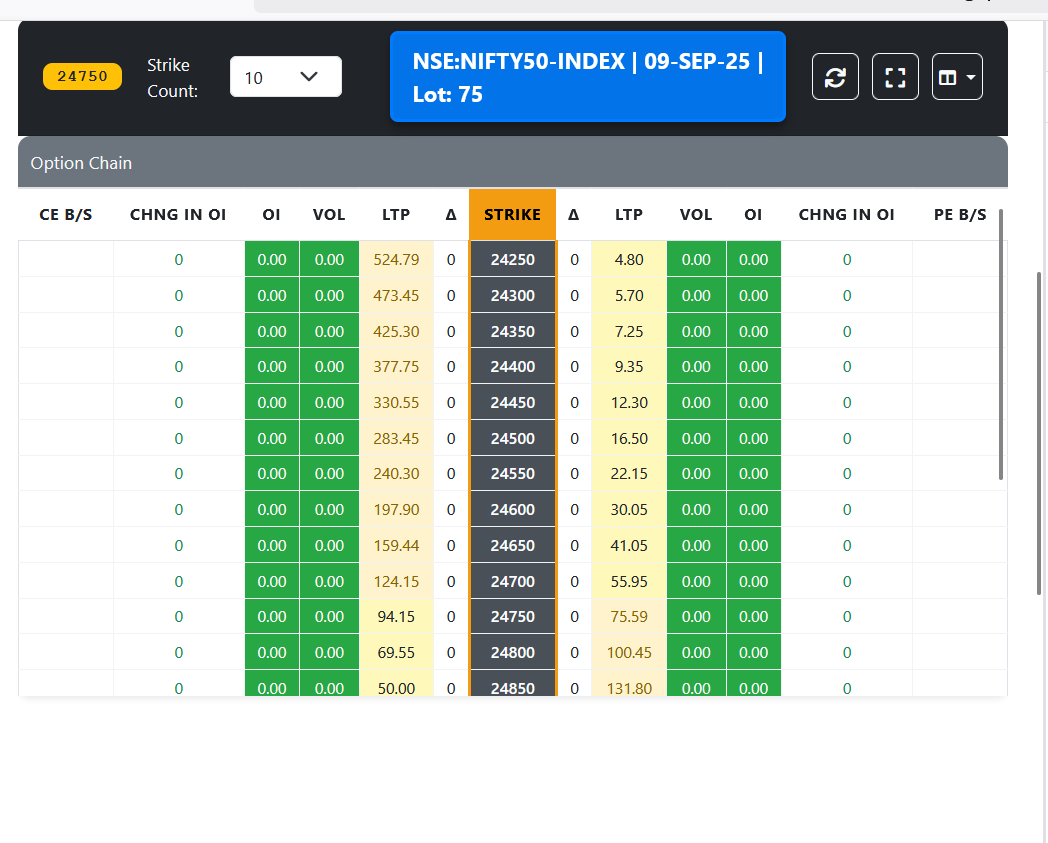 24750
Strike
Count:
10
NSE:NIFTY50-INDEX | 09-SEP-25 |
Lot: 75
Option Chain
CE B/S CHNG IN OI OI VOL LTP Δ STRIKE Δ LTP VOL OI CHNG IN OI PE B/S
0 0.00 0.00 524.79 0 24250 0 4.80 0.00 0.00 0
0 0.00 0.00 473.45 0 24300 0 5.70 0.00 0.00 0
0 0.00 0.00 425.30 0 24350 0 7.25 0.00 0.00 0
0 0.00 0.00 377.75 0 24400 0 9.35 0.00 0.00 0
0 0.00 0.00 330.55 0 24450 0 12.30 0.00 0.00 0
0 0.00 0.00 283.45 0 24500 0 16.50 0.00 0.00 0
0 0.00 0.00 240.30 0 24550 0 22.15 0.00 0.00 0
0 0.00 0.00 197.90 0 24600 0 30.05 0.00 0.00 0
0 0.00 0.00 159.44 0 24650 0 41.05 0.00 0.00 0
0 0.00 0.00 124.15 0 24700 0 55.95 0.00 0.00 0
0 0.00 0.00 94.15 0 24750 0 75.59 0.00 0.00 0
0 0.00 0.00 69.55 0 24800 0 100.45 0.00 0.00 0
0 0.00 0.00 50.00 0 24850 0 131.80 0.00 0.00 0